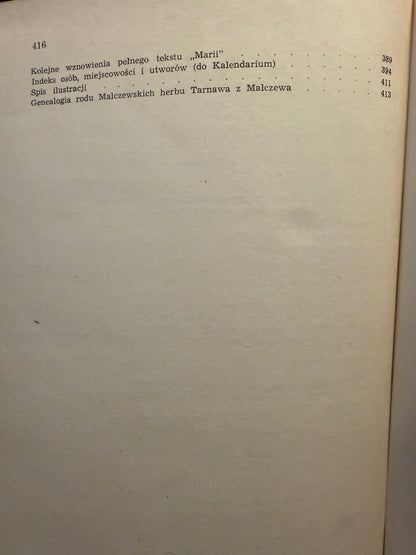 416
Kolejne wznowienia pełnego tekstu „Marii” . . . . . . . . . 389
Indeks osób, miejscowości i utworów (do Kalendarium) . . . . . . 394
Spis ilustracji . . . . . . . . . . . . . . . . 411
Genealogia rodu Malczewskich herbu Tarnawa z Malczewa . . . . . 413